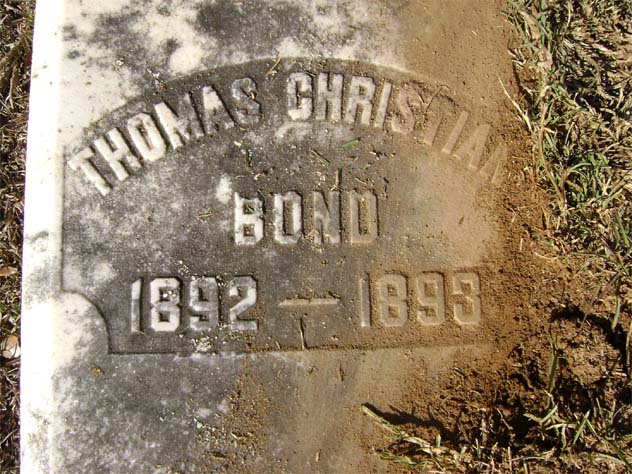 THOMAS CHRISTIAN
BOND
1892 — 1893